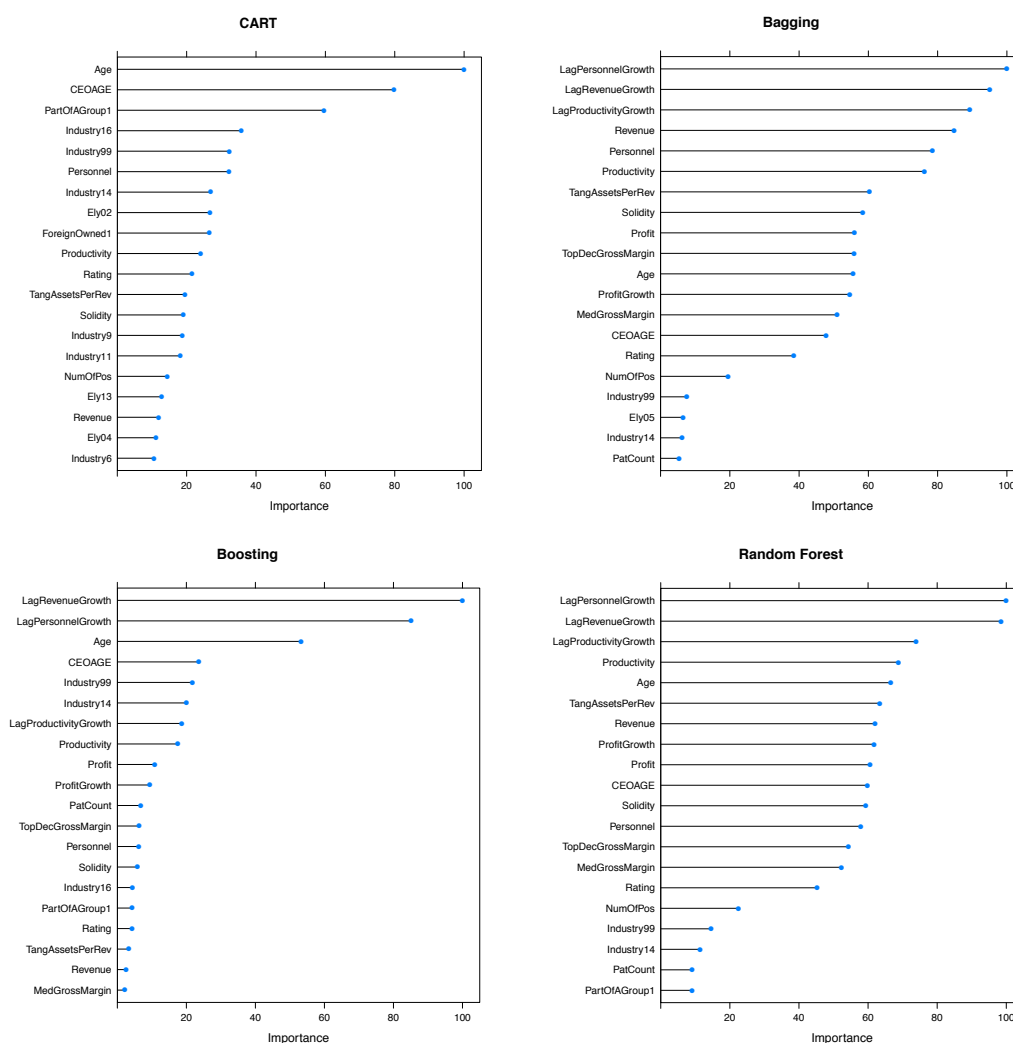 CART
Age
CEOAGE
PartOfAGroup1
Industry16
Industry99
Personnel
Industry14
Ely02
ForeignOwned1
Productivity
Rating
TangAssetsPerRev
Solidity
Industry9
Industry11
NumOfPos
Ely13
Revenue
Ely04
Industry6
20 40 60 80 100
Importance
Bagging
LagPersonnelGrowth
LagRevenueGrowth
LagProductivityGrowth
Revenue
Personnel
Productivity
TangAssetsPerRev
Solidity
Profit
TopDecGrossMargin
Age
ProfitGrowth
MedGrossMargin
CEOAGE
Rating
NumOfPos
Industry99
Ely05
Industry14
PatCount
20 40 60 80 100
Importance
Boosting
LagRevenueGrowth
LagPersonnelGrowth
Age
CEOAGE
Industry99
Industry14
LagProductivityGrowth
Productivity
Profit
ProfitGrowth
PatCount
TopDecGrossMargin
Personnel
Solidity
Industry16
PartOfAGroup1
Rating
TangAssetsPerRev
Revenue
MedGrossMargin
20 40 60 80 100
Importance
Random Forest
LagPersonnelGrowth
LagRevenueGrowth
LagProductivityGrowth
Productivity
Age
TangAssetsPerRev
Revenue
ProfitGrowth
Profit
CEOAGE
Solidity
Personnel
TopDecGrossMargin
MedGrossMargin
Rating
NumOfPos
Industry99
Industry14
PatCount
PartOfAGroup1
20 40 60 80 100
Importance